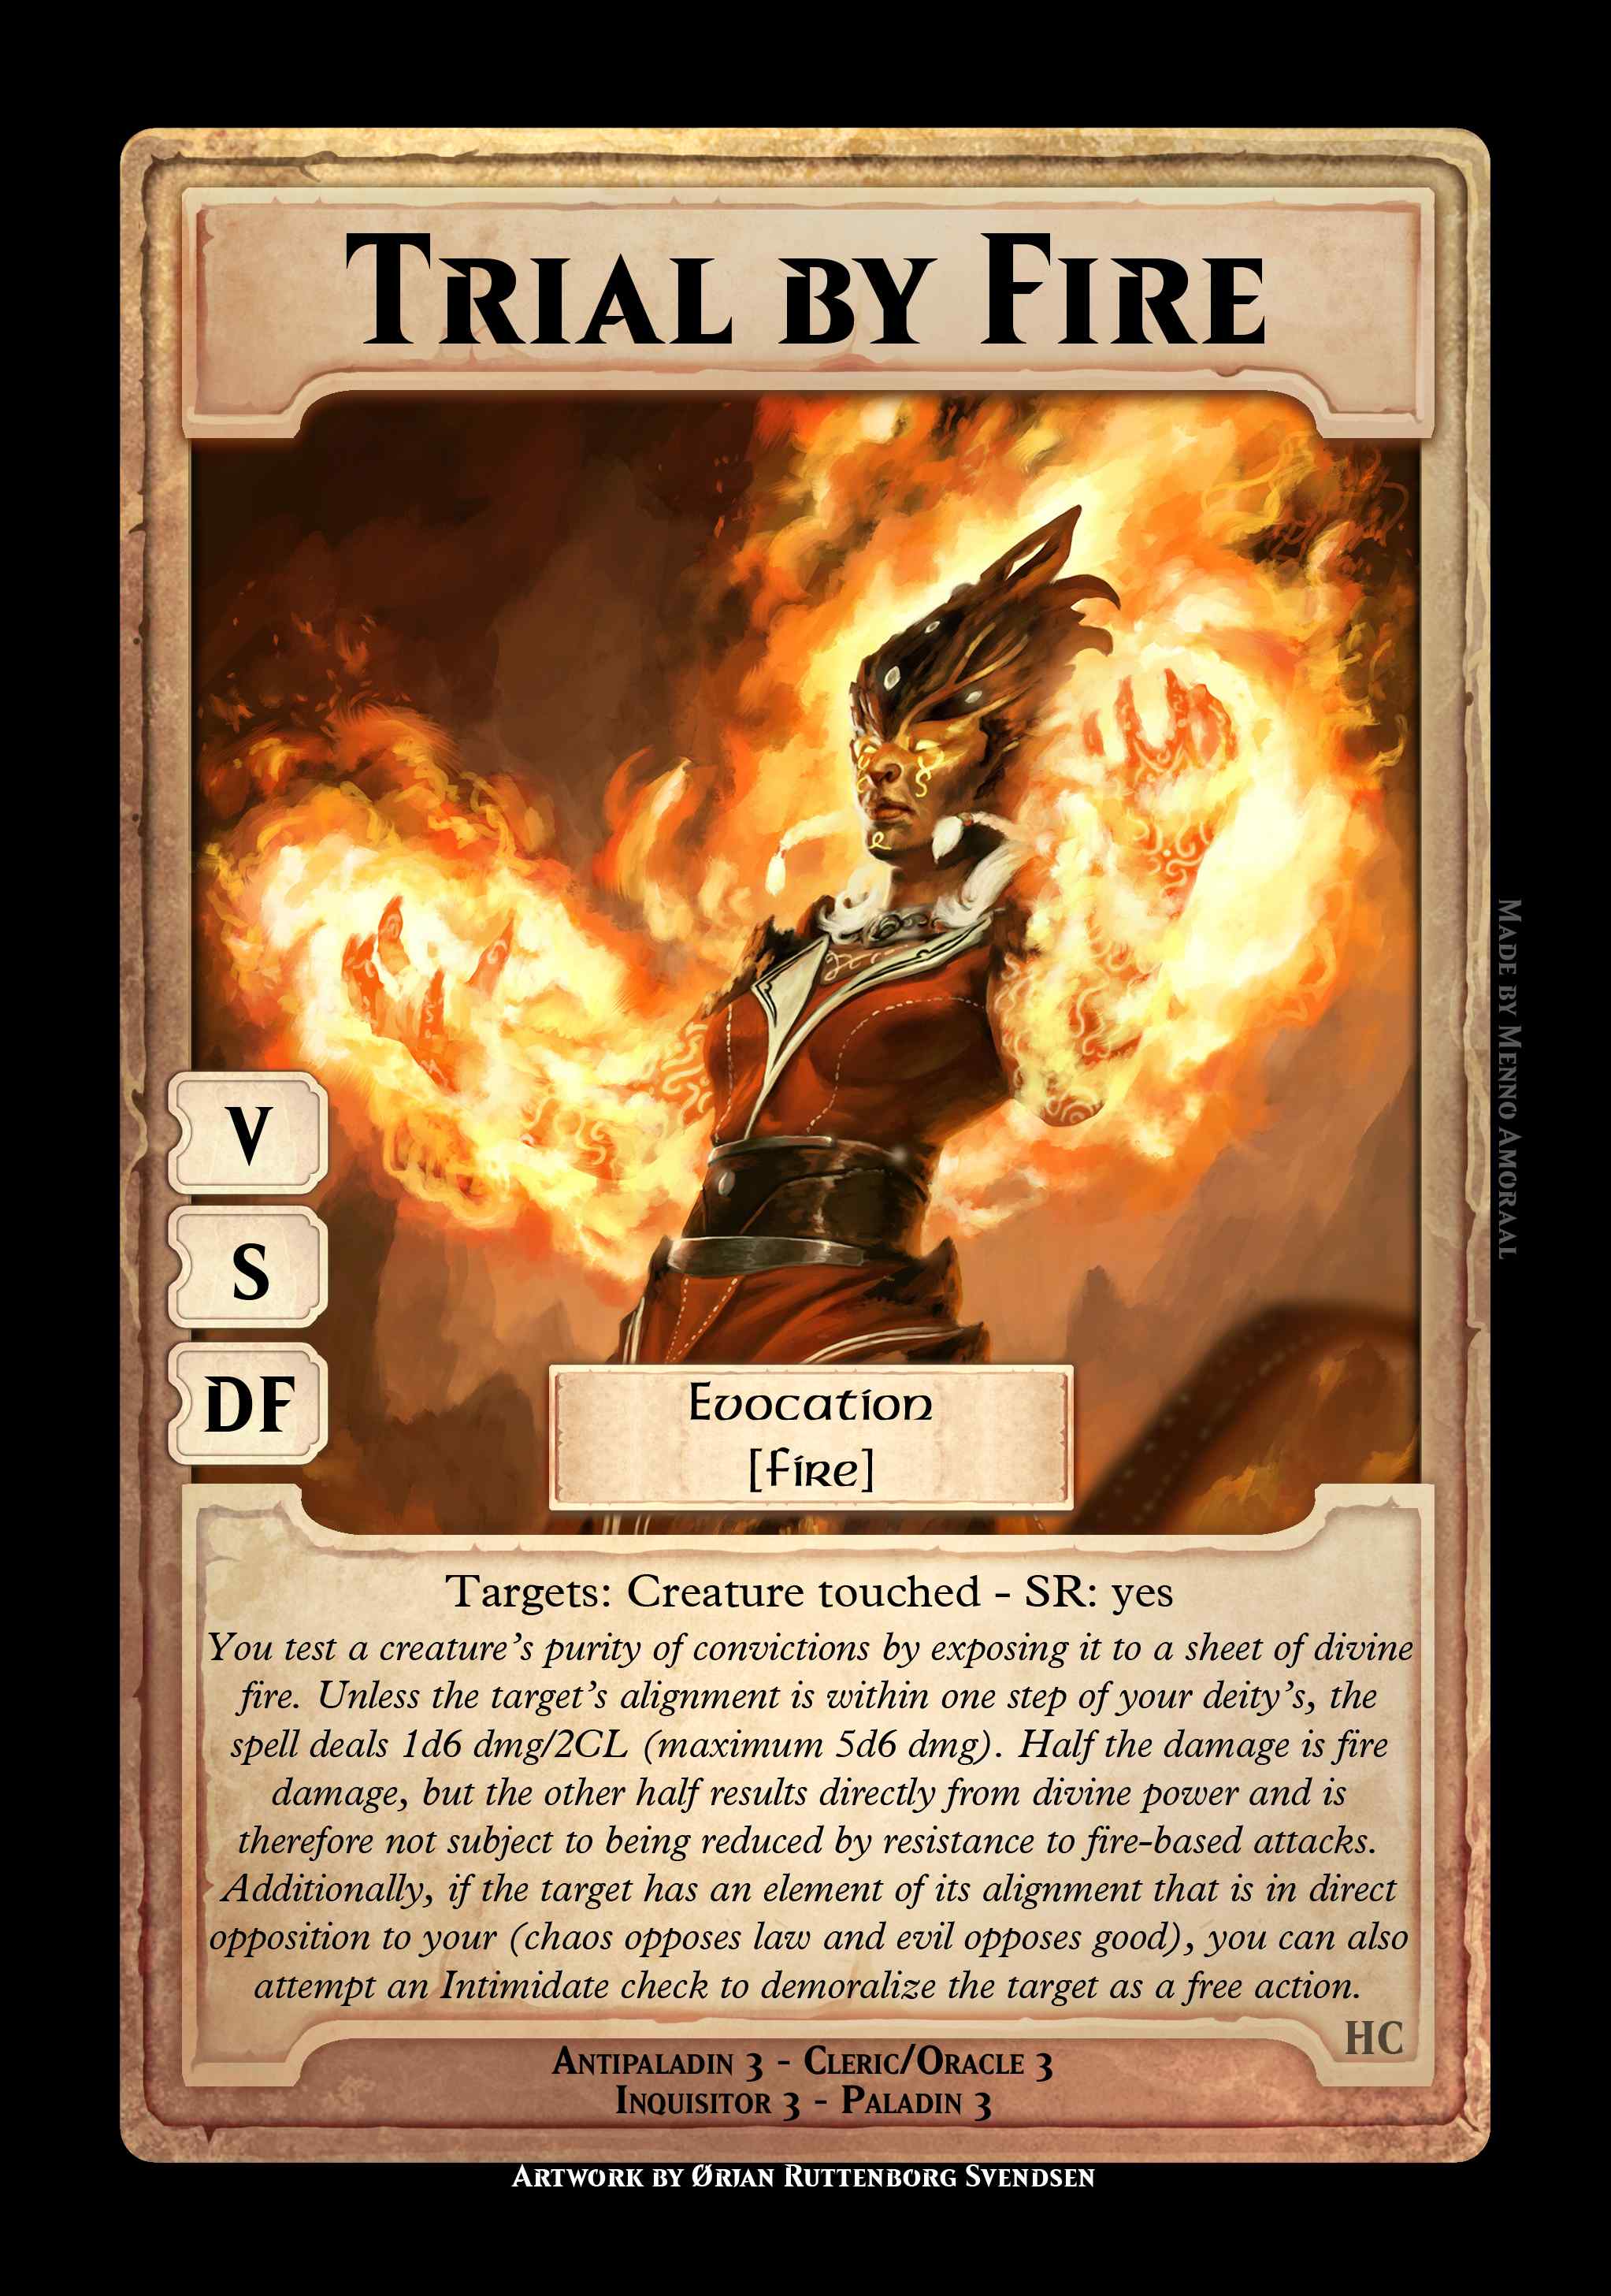 Trial by Fire
V
S
DF
Evocation
[fire]
Targets: Creature touched - SR: yes
You test a creature's purity of convictions by exposing it to a sheet of divine
fire. Unless the target's alignment is within one step of your deity's, the
spell deals 1d6 dmg/2CL (maximum 5d6 dmg). Half the damage is fire
damage, but the other half results directly from divine power and is
therefore not subject to being reduced by resistance to fire-based attacks.
Additionally, if the target has an element of its alignment that is in direct
opposition to your (chaos opposes law and evil opposes good), you can also
attempt an Intimidate check to demoralize the target as a free action.
HC
Antipaladin 3 - Cleric/Oracle 3
Inquisitor 3 - Paladin 3
Artwork by Ørjan Ruttenborg Svendsen
Made by Menno Amoraal